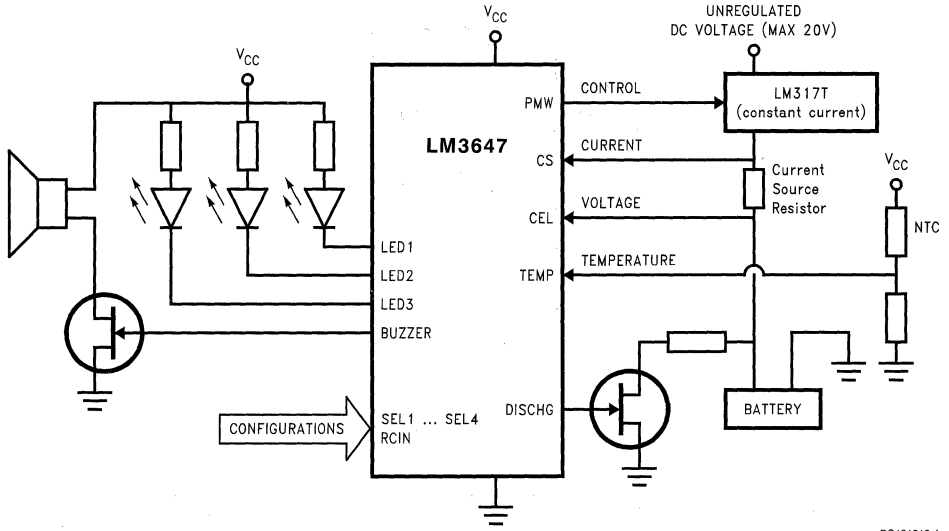 VCC
UNREGULATED
DC VOLTAGE (MAX 20V)
VCC
PMW
CONTROL
LM317T
(constant current)
LM3647
CS
CURRENT
VCC
Current
Source
Resistor
CEL
VOLTAGE
NTC
LED1
TEMP
TEMPERATURE
LED2
LED3
BUZZER
DISCHG
BATTERY
CONFIGURATIONS
SEL1 ... SEL4
RCIN